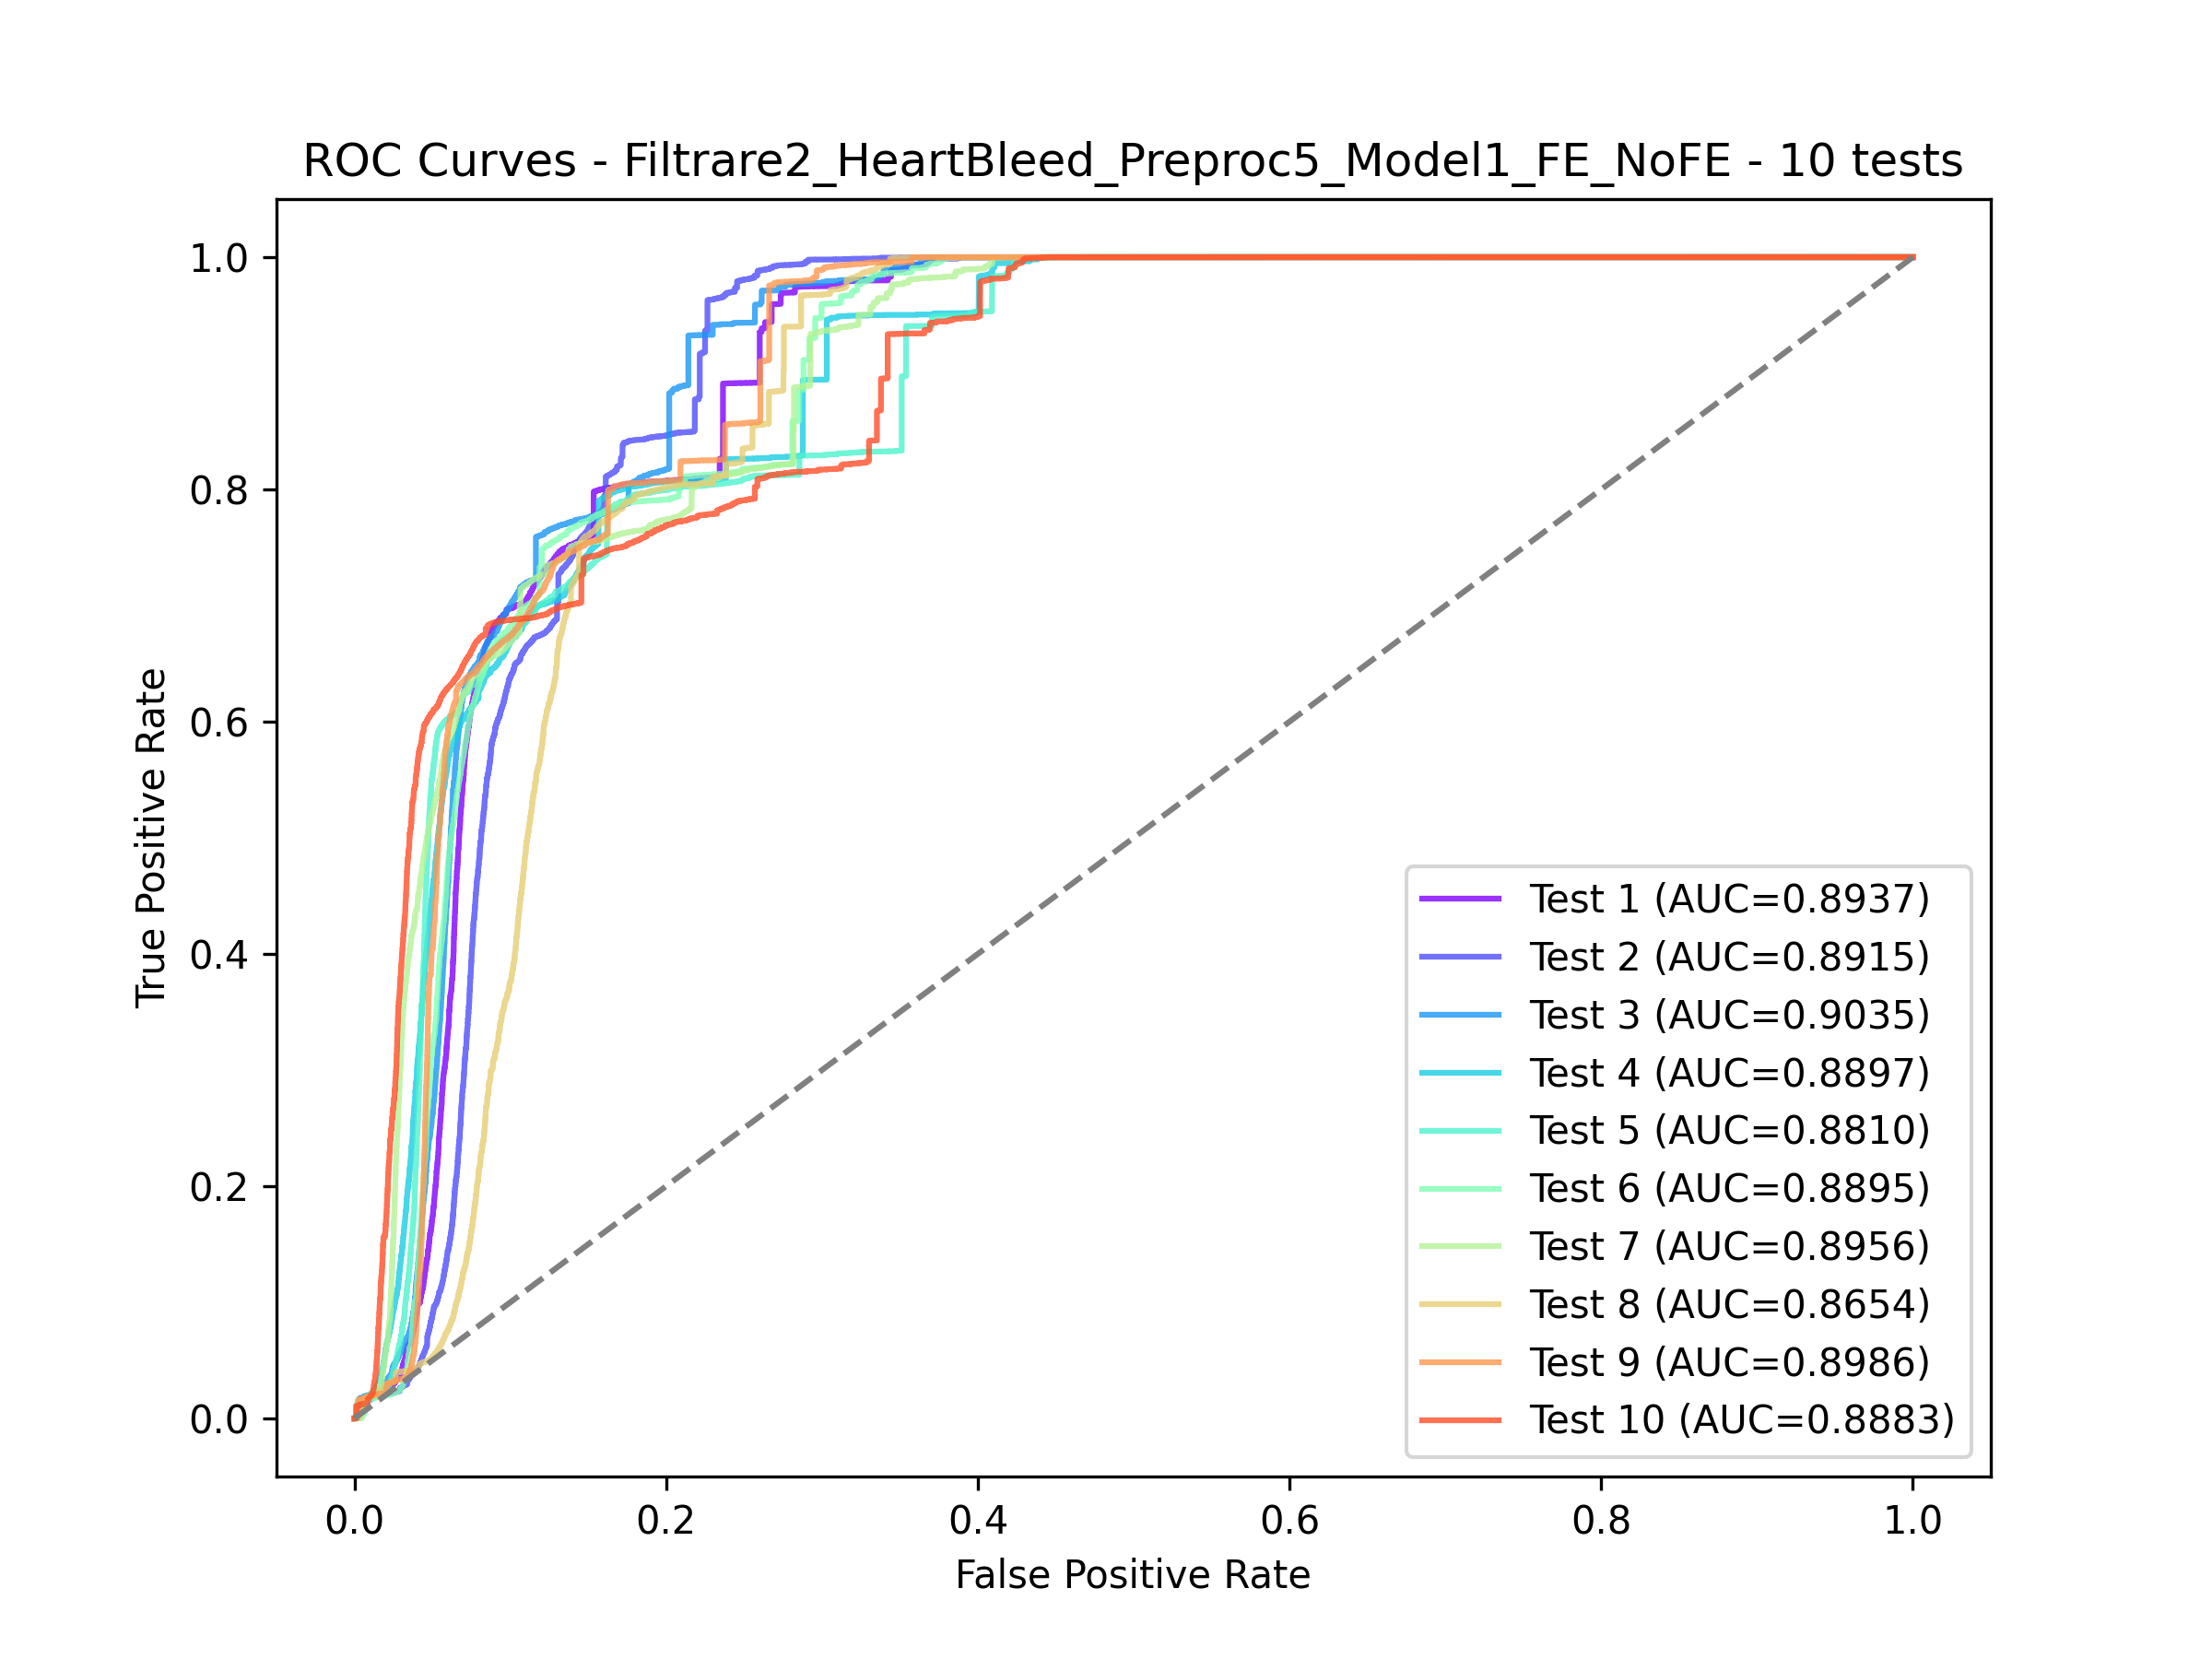 ROC Curves - Filtrare2_HeartBleed_Preproc5_Model1_FE_NoFE - 10 tests
True Positive Rate
1.0
0.8
0.6
0.4
0.2
0.0
Test 1 (AUC=0.8937)
Test 2 (AUC=0.8915)
Test 3 (AUC=0.9035)
Test 4 (AUC=0.8897)
Test 5 (AUC=0.8810)
Test 6 (AUC=0.8895)
Test 7 (AUC=0.8956)
Test 8 (AUC=0.8654)
Test 9 (AUC=0.8986)
Test 10 (AUC=0.8883)
0.0 0.2 0.4 0.6 0.8 1.0
False Positive Rate